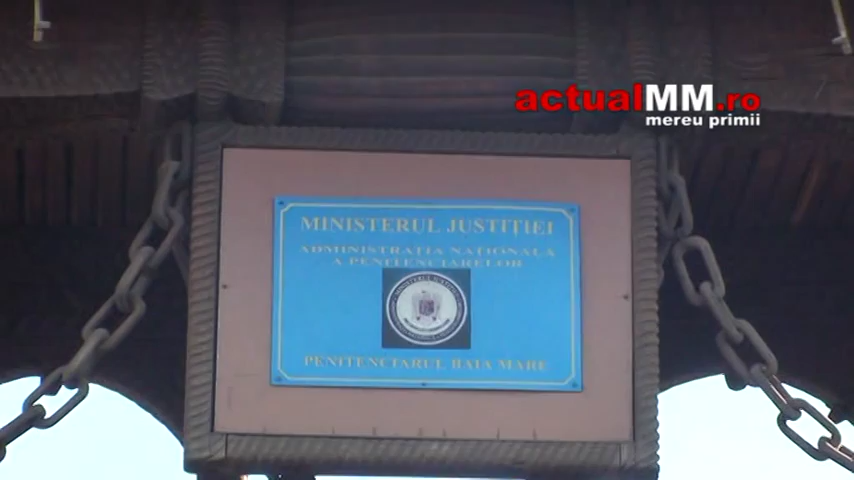 actualMM.ro
mereu primii
MINISTERUL JUSTIȚIEI
ADMINISTRAȚIA NAȚIONALĂ
A PENITENCIARELOR
PENITENCIARUL BAIA MARE